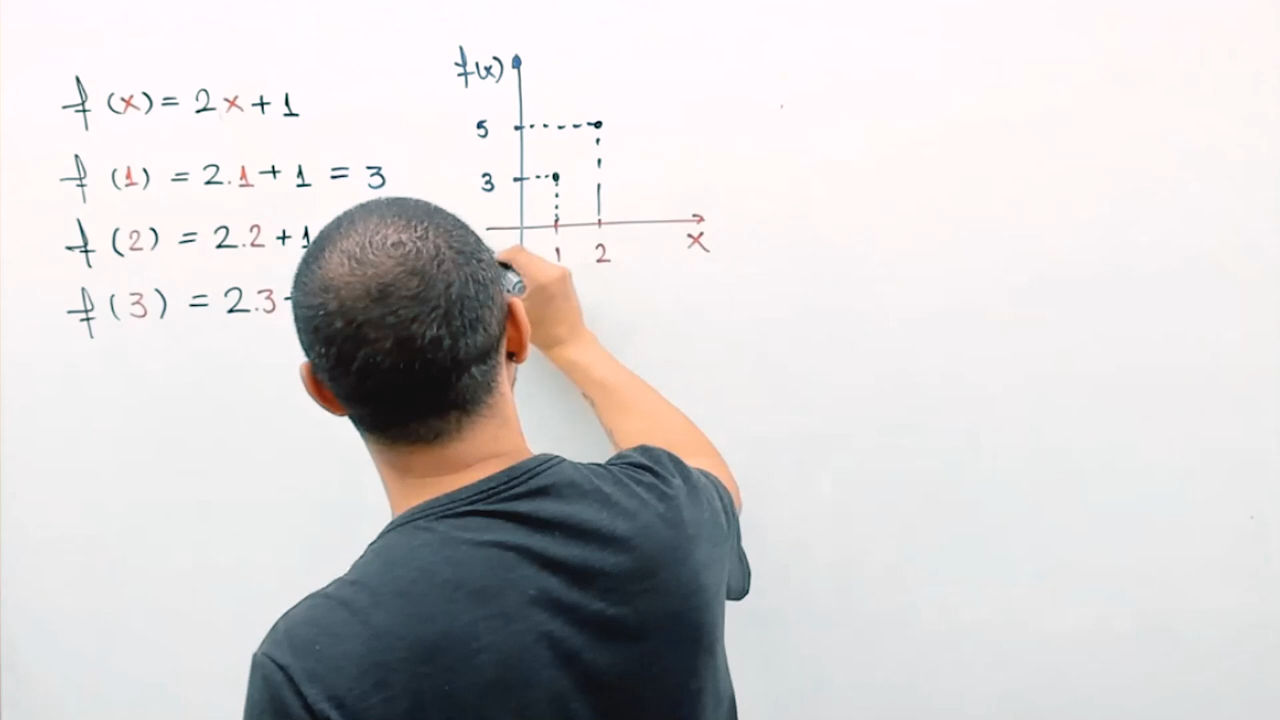 f(x) = 2x + 1
f(1) = 2.1 + 1 = 3
f(2) = 2.2 + 1
f(3) = 2.3
f(x)
5
3
1 2
x